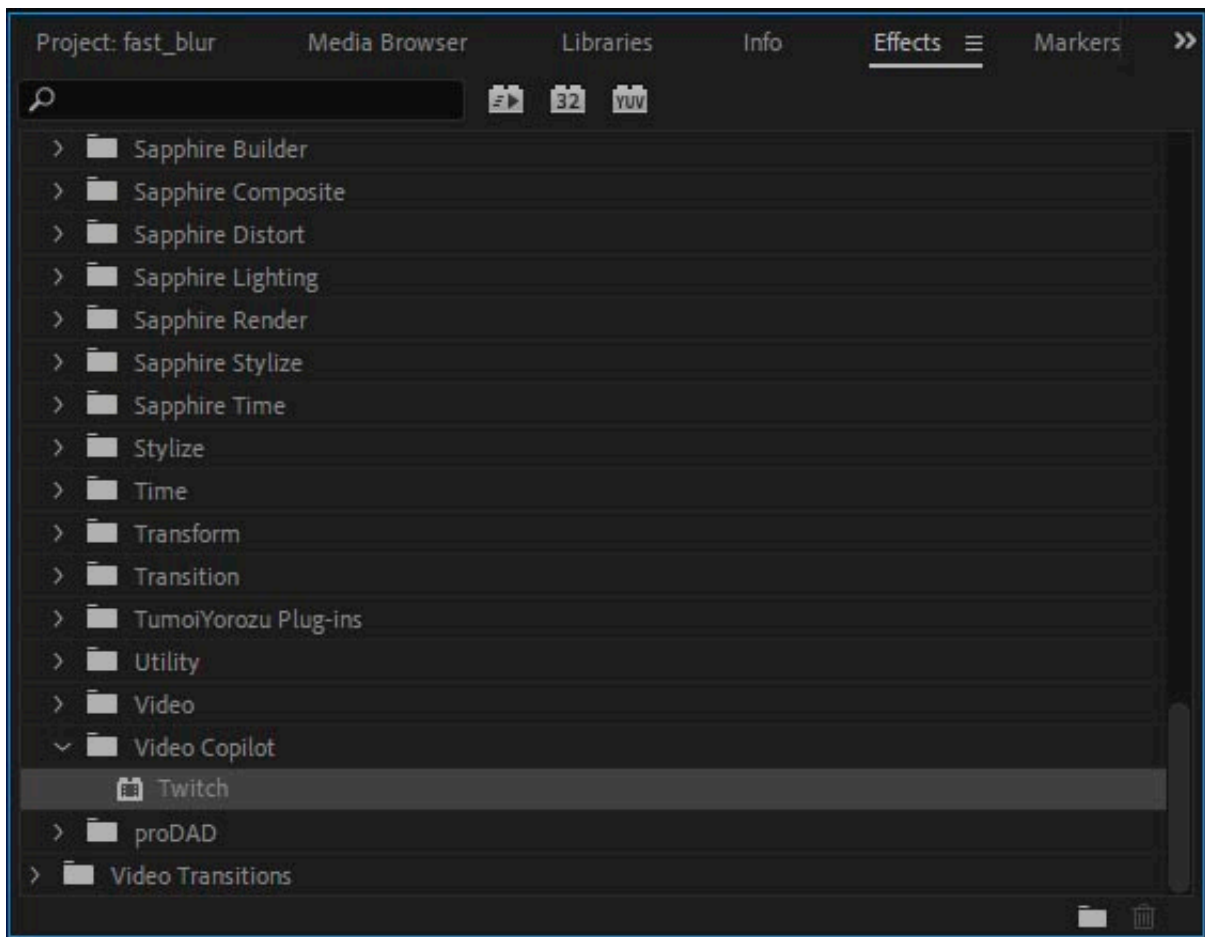 Project: fast_blur Media Browser Libraries Info Effects Markers
32 YUV
Sapphire Builder
Sapphire Composite
Sapphire Distort
Sapphire Lighting
Sapphire Render
Sapphire Stylize
Sapphire Time
Stylize
Time
Transform
Transition
TumoiYorozu Plug-ins
Utility
Video
Video Copilot
Twitch
proDAD
Video Transitions